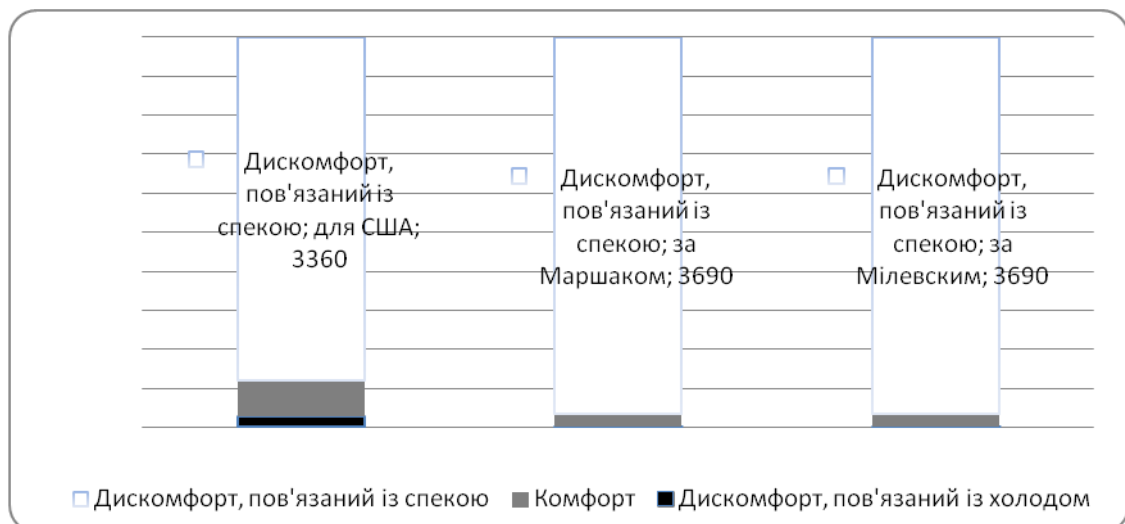 Дискомфорт,
пов'язаний із
спекою; для США;
3360
Дискомфорт,
пов'язаний із
спекою; за
Маршаком; 3690
Дискомфорт,
пов'язаний із
спекою; за
Мілевским; 3690
Дискомфорт, пов'язаний із спекою
Комфорт
Дискомфорт, пов'язаний із холодом